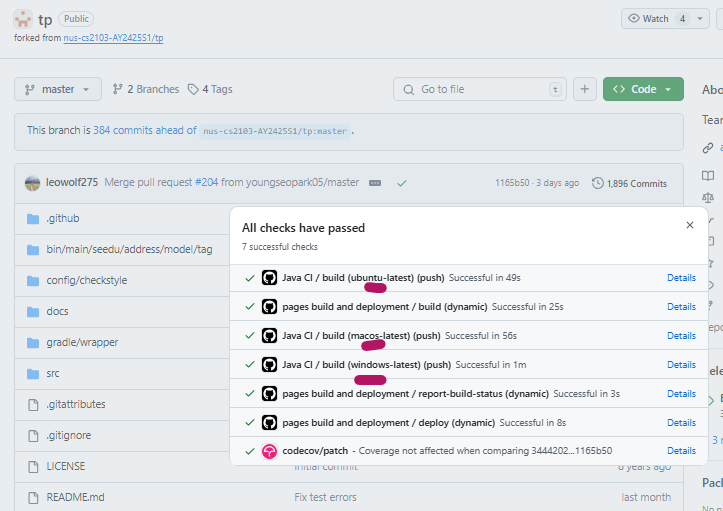 tp Public
Watch 4
forked from nus-cs2103-AY2425S1/tp
master
2 Branches
4 Tags
Go to file
t
+
Code
Abo
This branch is 384 commits ahead of nus-cs2103-AY2425S1/tp:master .
Tear
leowolf275 Merge pull request #204 from youngseopark05/master
1165b50 · 3 days ago
1,896 Commits
.github
bin/main/seedu/address/model/tag
config/checkstyle
docs
gradle/wrapper
src
.gitattributes
.gitignore
LICENSE
Initial commit
6 years ago
README.md
Fix test errors
last month
All checks have passed
7 successful checks
Java CI / build (ubuntu-latest) (push) Successful in 49s Details
pages build and deployment / build (dynamic) Successful in 25s Details
Java CI / build (macos-latest) (push) Successful in 56s Details
Java CI / build (windows-latest) (push) Successful in 1m Details
pages build and deployment / report-build-status (dynamic) Successful in 3s Details
pages build and deployment / deploy (dynamic) Successful in 8s Details
codecov/patch - Coverage not affected when comparing 3444202...1165b50 Details
epo
ele
3 r
Pack